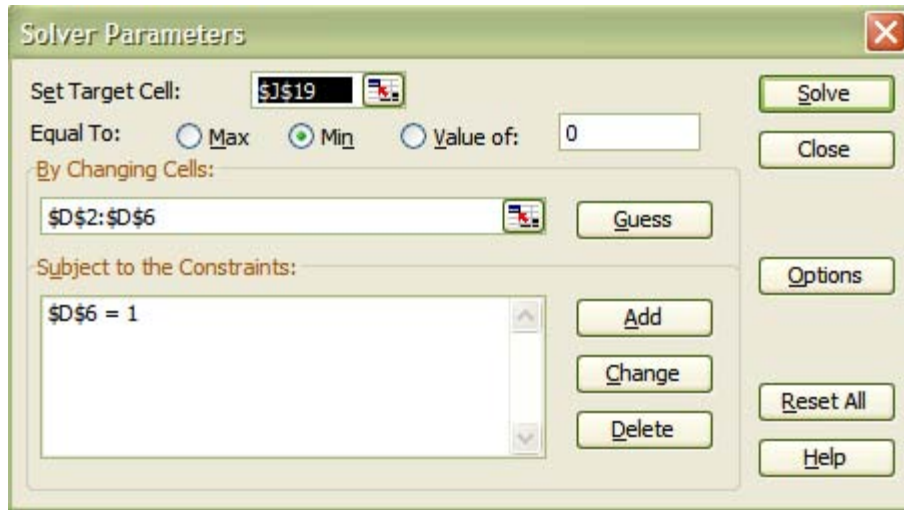 Solver Parameters
Set Target Cell: $J$19 Solve
Equal To: Max Min Value of: 0 Close
By Changing Cells:
$D$2:$D$6 Guess
Subject to the Constraints: Options
$D$6 = 1 Add
Change
Reset All
Delete
Help